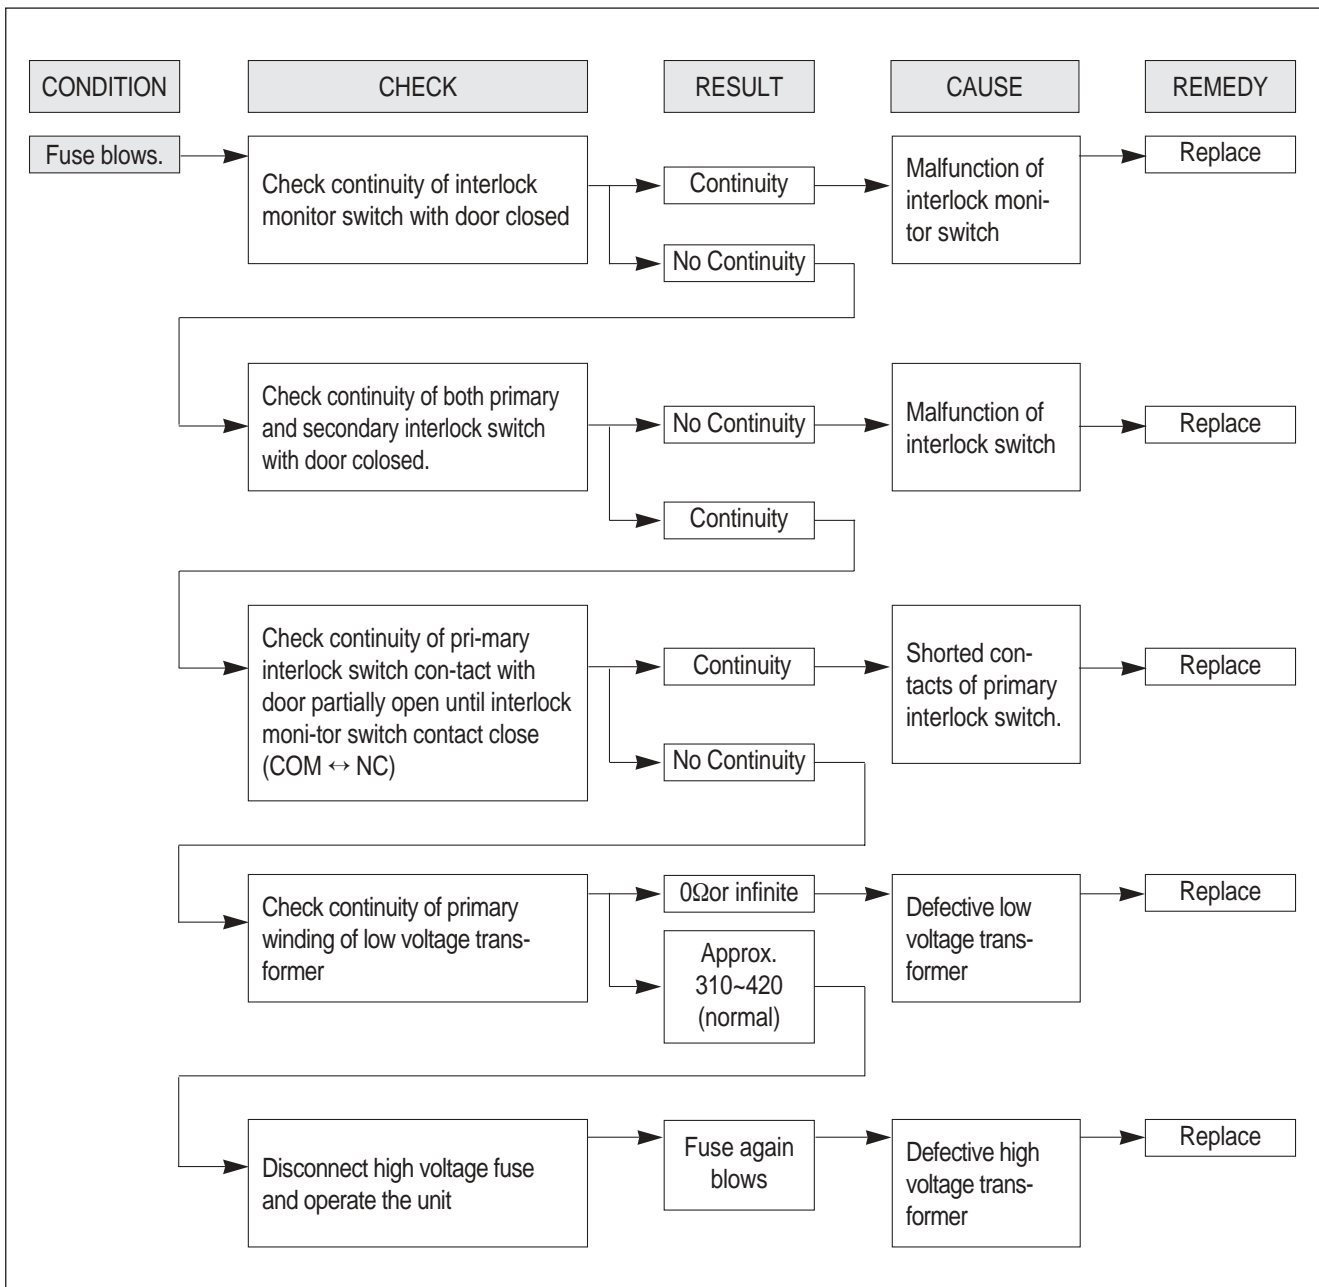 CONDITION CHECK RESULT CAUSE REMEDY
Fuse blows.
Check continuity of interlock
monitor switch with door closed
Continuity
Malfunction of
interlock moni-
tor switch
Replace
No Continuity
Check continuity of both primary
and secondary interlock switch
with door colosed.
No Continuity
Malfunction of
interlock switch
Replace
Continuity
Check continuity of pri-mary
interlock switch con-tact with
door partially open until interlock
moni-tor switch contact close
(COM ↔ NC)
Continuity
Shorted con-
tacts of primary
interlock switch.
Replace
No Continuity
Check continuity of primary
winding of low voltage trans-
former
0Ωor infinite
Defective low
voltage trans-
former
Replace
Approx.
310~420
(normal)
Disconnect high voltage fuse
and operate the unit
Fuse again
blows
Defective high
voltage trans-
former
Replace